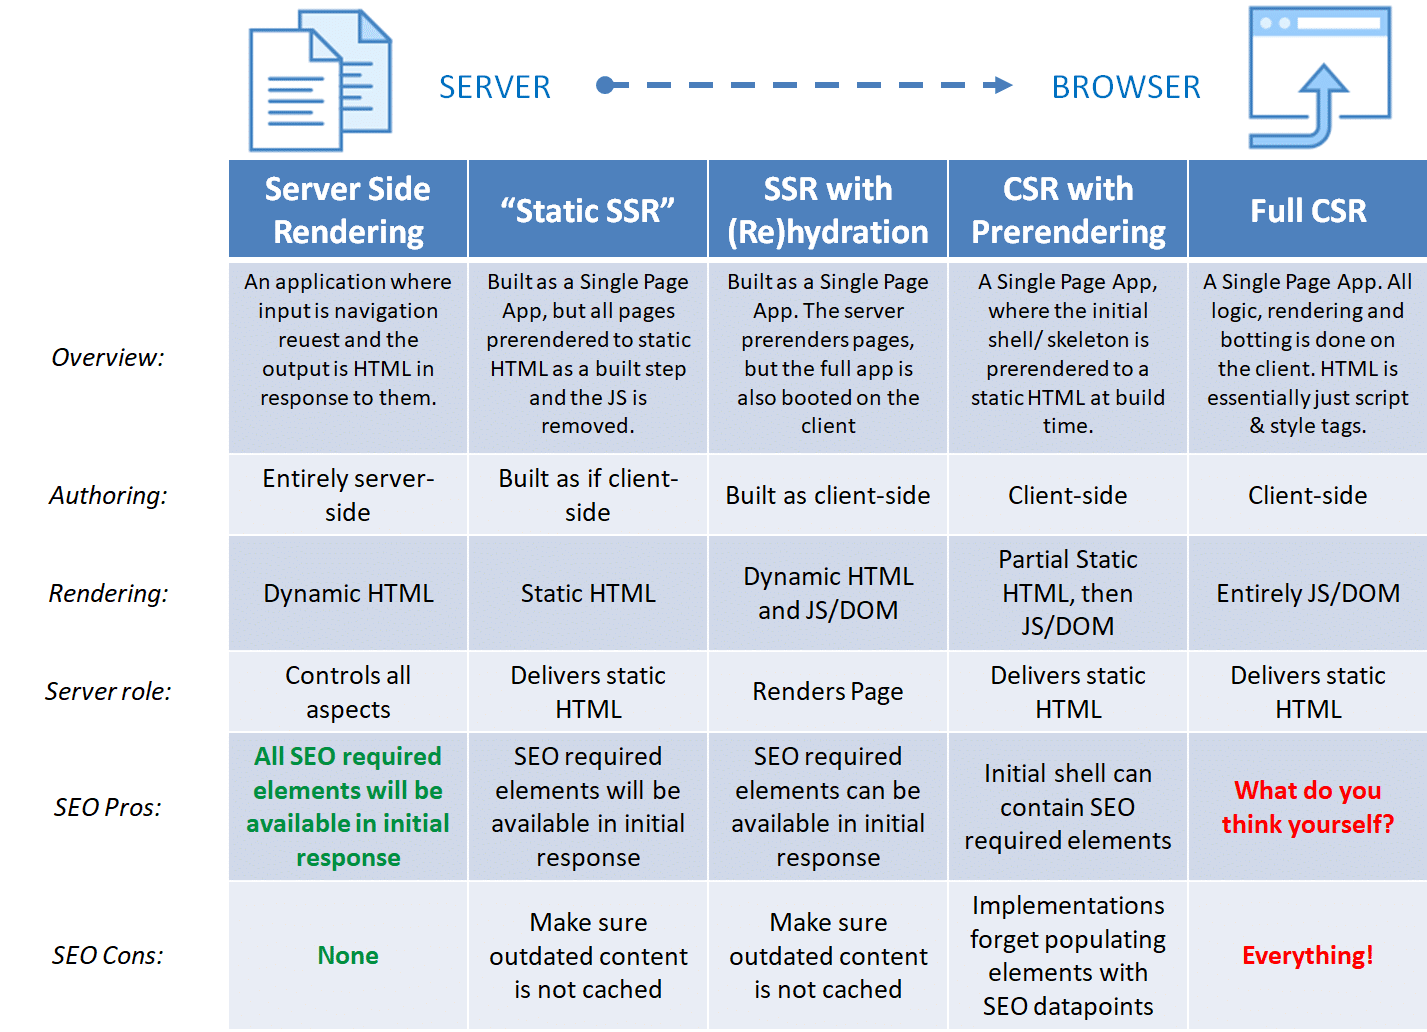 SERVER
BROWSER
Server Side
Rendering
“Static SSR”
SSR with
(Re)hydration
CSR with
Prerendering
Full CSR
Overview:
An application where
input is navigation
reuest and the
output is HTML in
response to them.
Built as a Single Page
App, but all pages
prerendered to static
HTML as a built step
and the JS is
removed.
Built as a Single Page
App. The server
prerenders pages,
but the full app is
also booted on the
client
A Single Page App,
where the initial
shell/ skeleton is
prerendered to a
static HTML at build
time.
A Single Page App. All
logic, rendering and
botting is done on
the client. HTML is
essentially just script
& style tags.
Authoring:
Entirely server-
side
Built as if client-
side
Built as client-side
Client-side
Client-side
Rendering:
Dynamic HTML
Static HTML
Dynamic HTML
and JS/DOM
Partial Static
HTML, then
JS/DOM
Entirely JS/DOM
Server role:
Controls all
aspects
Delivers static
HTML
Renders Page
Delivers static
HTML
Delivers static
HTML
SEO Pros:
All SEO required
elements will be
available in initial
response
SEO required
elements will be
available in initial
response
SEO required
elements can be
available in initial
response
Initial shell can
contain SEO
required elements
What do you
think yourself?
SEO Cons:
None
Make sure
outdated content
is not cached
Make sure
outdated content
is not cached
Implementations
forget populating
elements with
SEO datapoints
Everything!